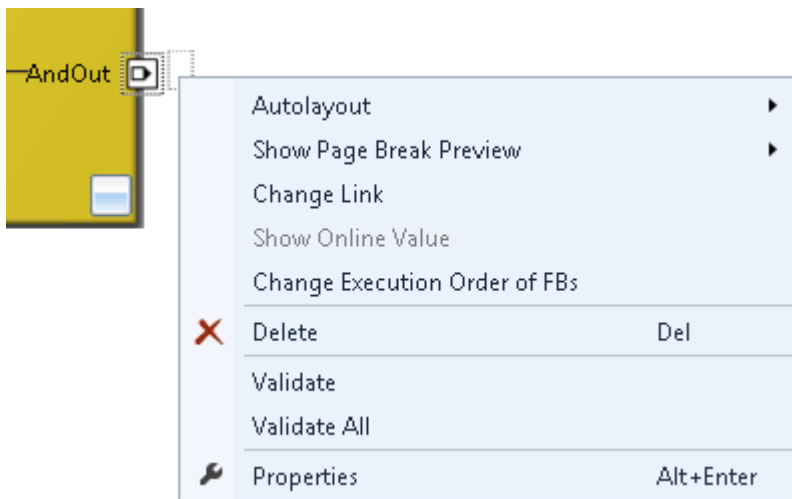 AndOut
Autolayout
Show Page Break Preview
Change Link
Show Online Value
Change Execution Order of FBs
Delete Del
Validate
Validate All
Properties Alt+Enter